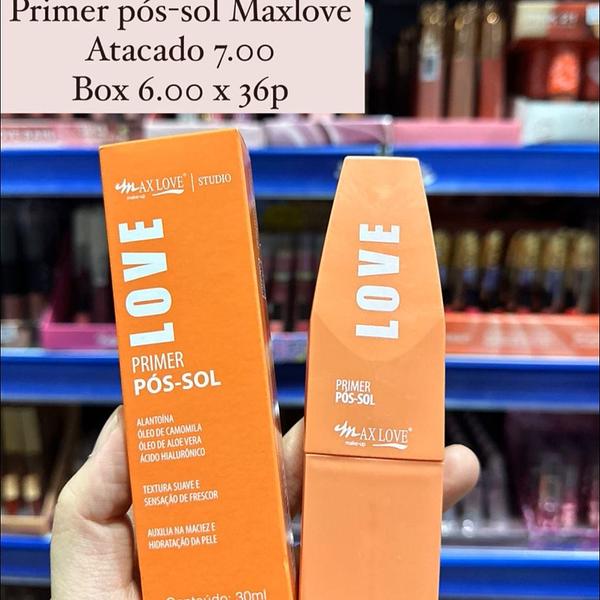 Primer pós-sol Maxlove
Atacado 7.00
Box 6.00 x 36p
MAX LOVE® | STUDIO
make-up
LOVE
PRIMER
PÓS-SOL
ALANTOÍNA
ÓLEO DE CAMOMILA
ÓLEO DE ALOE VERA
ÁCIDO HIALURÔNICO
TEXTURA SUAVE E
SENSAÇÃO DE FRESCOR
AUXILIA NA MACIEZ E
HIDRATAÇÃO DA PELE
Conteúdo: 30ml
LOVE
PRIMER
PÓS-SOL
MAX LOVE®
make-up